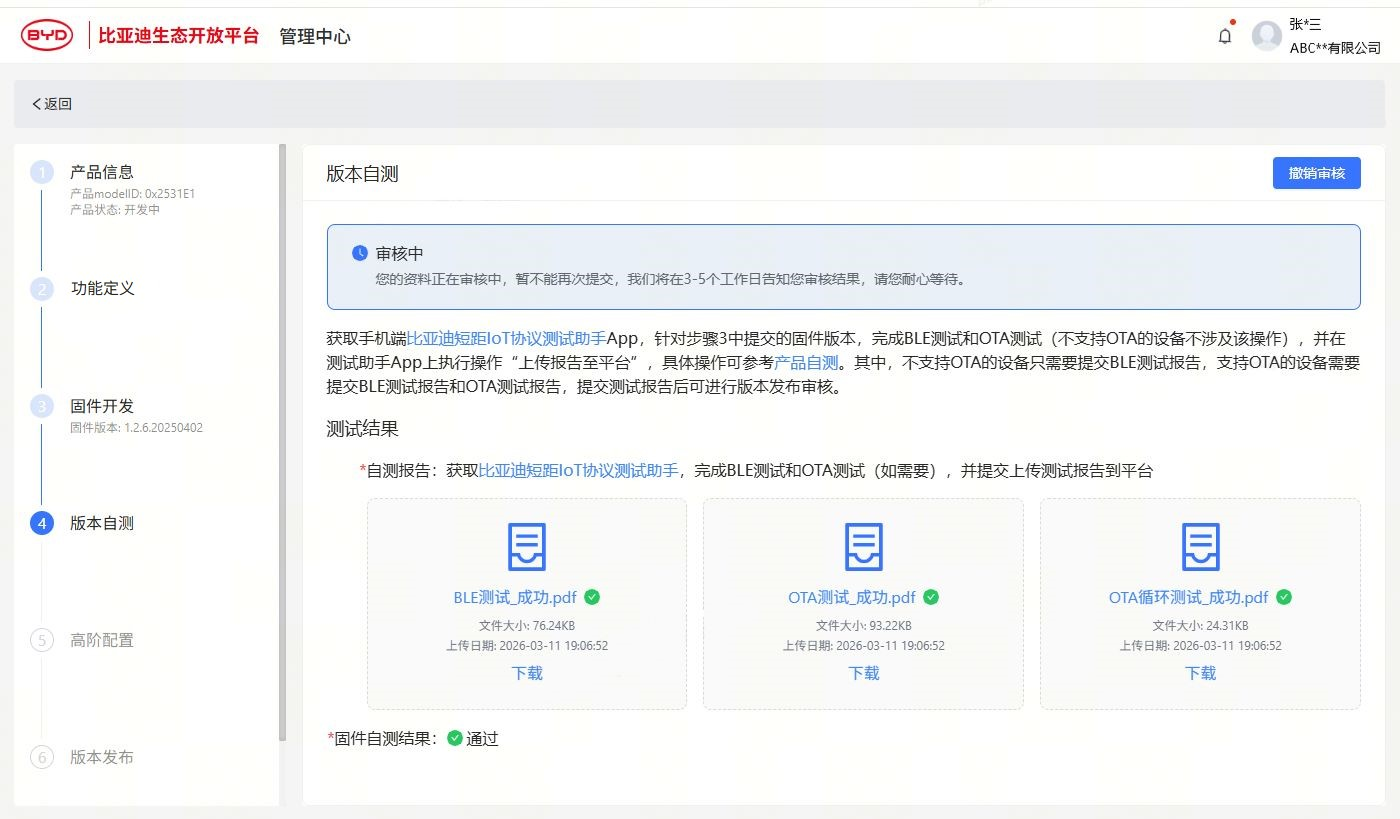 BYD 比亚迪生态开放平台 管理中心
张*三
ABC**有限公司
返回
1 产品信息
产品modelID: 0x2531E1
产品状态: 开发中
2 功能定义
3 固件开发
固件版本: 1.2.6.20250402
4 版本自测
5 高阶配置
6 版本发布
版本自测
撤销审核
审核中
您的资料正在审核中，暂不能再次提交，我们将在3-5个工作日告知您审核结果，请您耐心等待。
获取手机端比亚迪短距IoT协议测试助手App，针对步骤3中提交的固件版本，完成BLE测试和OTA测试（不支持OTA的设备不涉及该操作），并在
测试助手App上执行操作“上传报告至平台”，具体操作可参考产品自测。其中，不支持OTA的设备只需要提交BLE测试报告，支持OTA的设备需要
提交BLE测试报告和OTA测试报告，提交测试报告后可进行版本发布审核。
测试结果
*自测报告：获取比亚迪短距IoT协议测试助手，完成BLE测试和OTA测试（如需要），并提交上传测试报告到平台
BLE测试_成功.pdf
文件大小: 76.24KB
上传日期: 2026-03-11 19:06:52
下载
OTA测试_成功.pdf
文件大小: 93.22KB
上传日期: 2026-03-11 19:06:52
下载
OTA循环测试_成功.pdf
文件大小: 24.31KB
上传日期: 2026-03-11 19:06:52
下载
*固件自测结果：通过